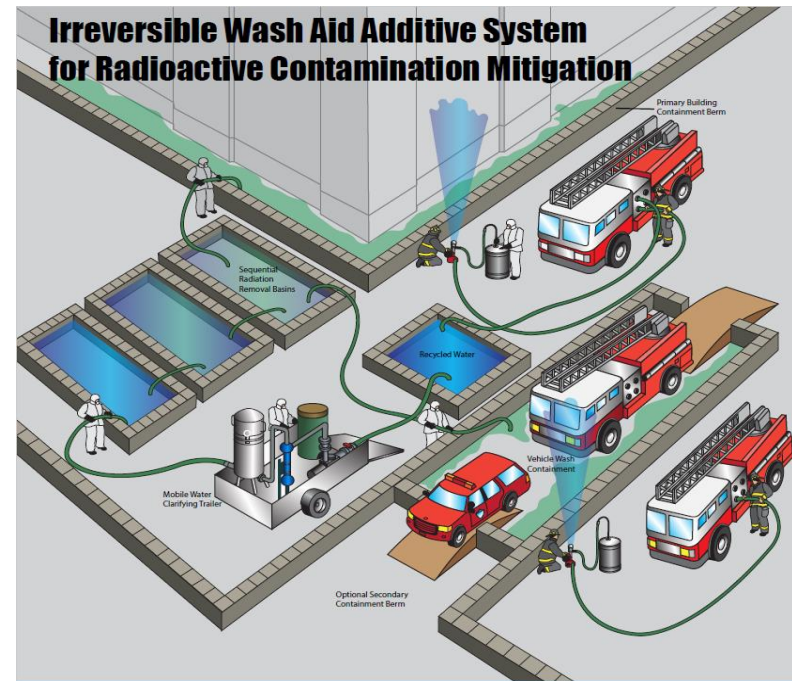 Irreversible Wash Aid Additive System
for Radioactive Contamination Mitigation
Primary Building
Containment Berm
Sequential
Radiation
Removal Basins
Recycled Water
Vehicle Wash
Containment
Mobile Water
Clarifying Trailer
Optional Secondary
Containment Berm